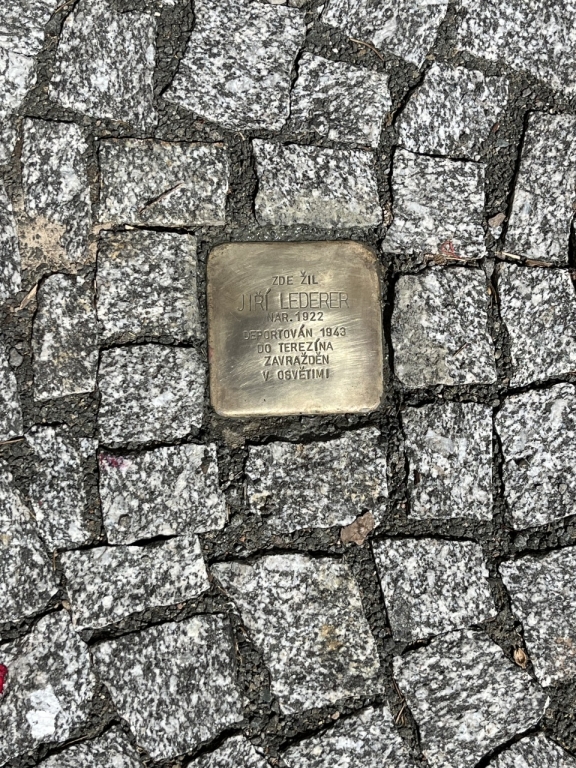 ZDE ŽIL
JIŘÍ LEDERER
NAR. 1922
DEPORTOVÁN 1943
DO TEREZÍNA
ZAVRAŽDĚN
V OSVĚTIMI